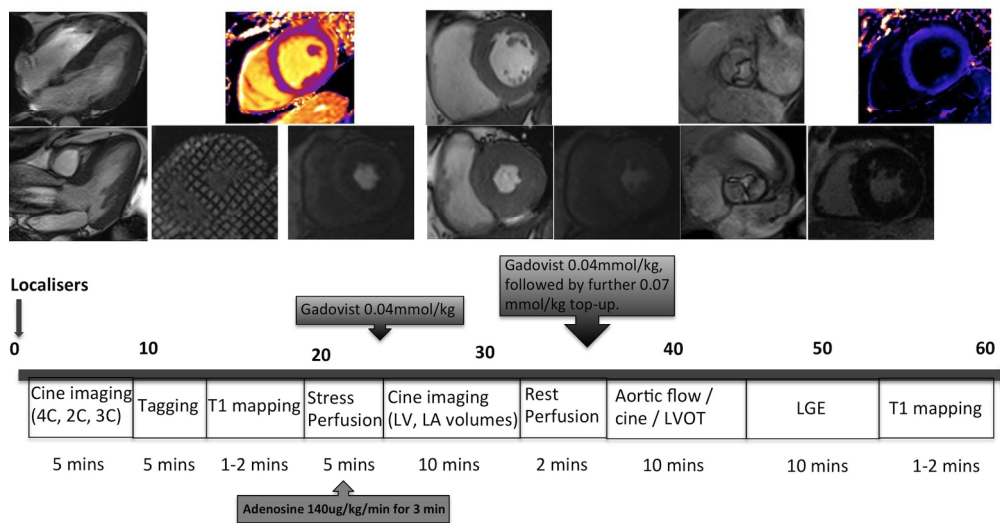 Localisers
Gadovist 0.04mmol/kg
Gadovist 0.04mmol/kg,
followed by further 0.07
mmol/kg top-up.
0 10 20 30 40 50 60
Cine imaging
(4C, 2C, 3C)
Tagging
T1 mapping
Stress
Perfusion
Cine imaging
(LV, LA volumes)
Rest
Perfusion
Aortic flow /
cine / LVOT
LGE
T1 mapping
5 mins 5 mins 1-2 mins 5 mins 10 mins 2 mins 10 mins 10 mins 1-2 mins
Adenosine 140ug/kg/min for 3 min